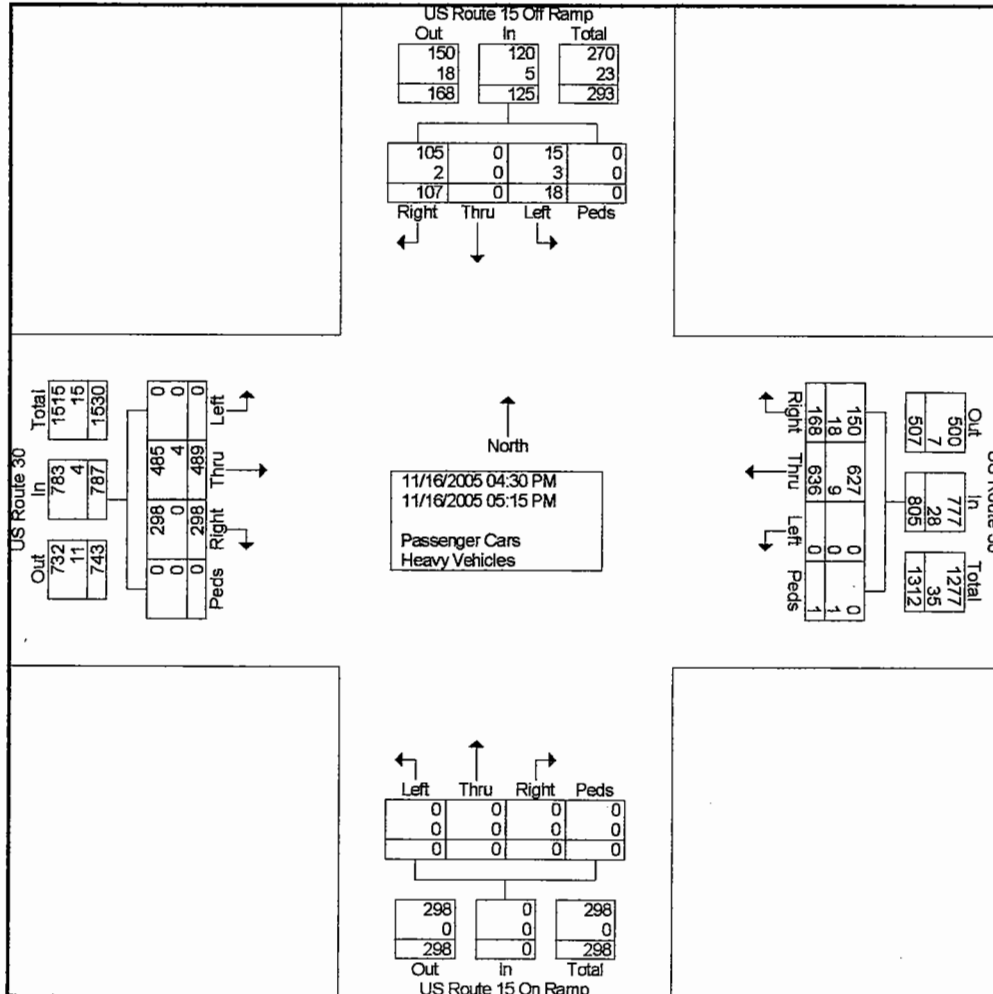 US Route 15 Off Ramp
Out In Total
150 120 270
18 5 23
168 125 293
105 0 15 0
2 0 3 0
107 0 18 0
Right Thru Left Peds
US Route 30
Total In Out
1515 783 732
15 4 11
1530 787 743
0 485 298 0
0 4 0 0
0 489 298 0
Left Thru Right Peds
North
11/16/2005 04:30 PM
11/16/2005 05:15 PM
Passenger Cars
Heavy Vehicles
Right Thru Left Peds
150 627 0 0
18 9 0 1
168 636 0 1
Out In Total
500 777 1277
7 28 35
507 805 1312
US Route 30
Left Thru Right Peds
0 0 0 0
0 0 0 0
0 0 0 0
298 0 298
0 0 0
298 0 298
Out In Total
US Route 15 On Ramp